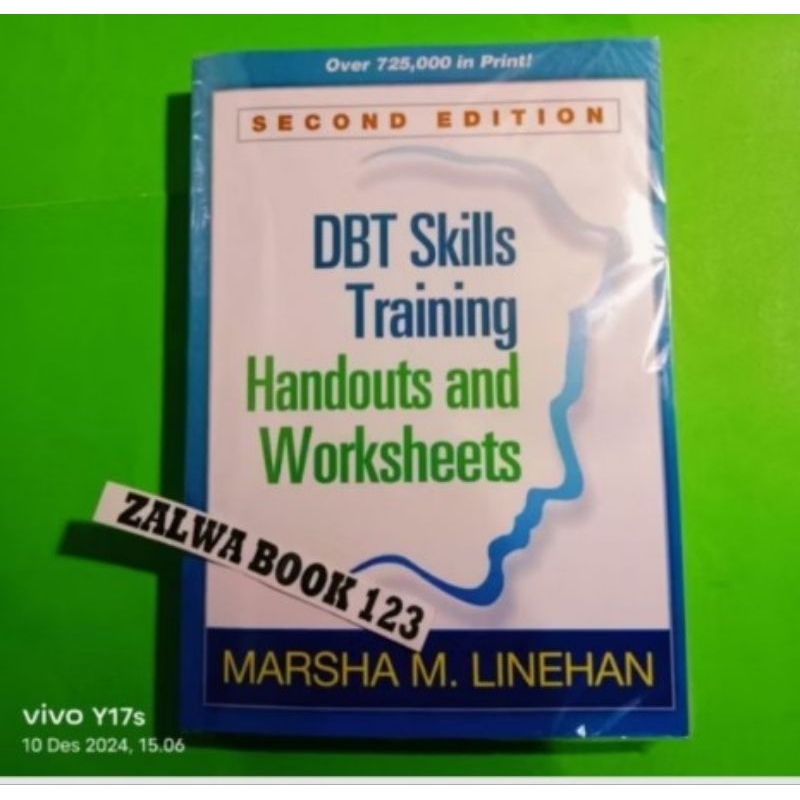 Over 725,000 in Print!
SECOND EDITION
DBT Skills
Training
Handouts and
Worksheets
ZALWA BOOK 123
MARSHA M. LINEHAN
vivo Y17s
10 Des 2024, 15.06